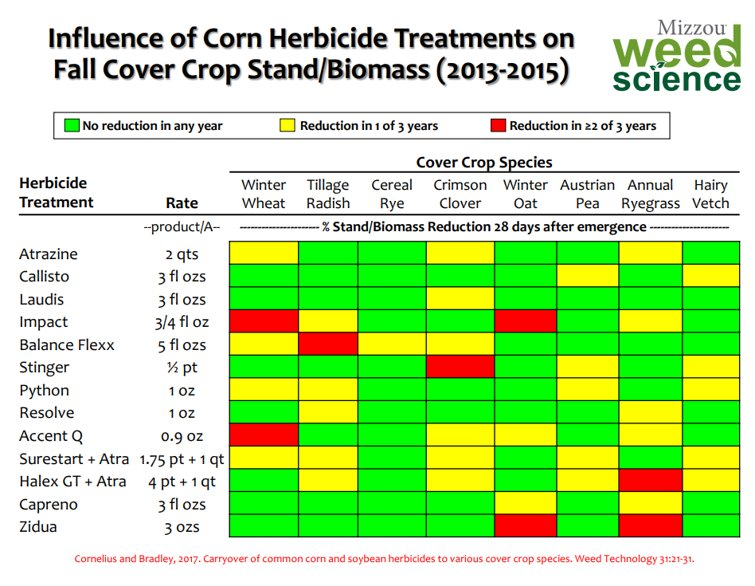 Influence of Corn Herbicide Treatments on
Fall Cover Crop Stand/Biomass (2013-2015)
Mizzou
weed
science
No reduction in any year
Reduction in 1 of 3 years
Reduction in ≥2 of 3 years
Cover Crop Species
Herbicide Treatment Rate Winter Wheat Tillage Radish Cereal Rye Crimson Clover Winter Oat Austrian Pea Annual Ryegrass Hairy Vetch
--product/A-- ---------------------- % Stand/Biomass Reduction 28 days after emergence ----------------------
Atrazine 2 qts
Callisto 3 fl ozs
Laudis 3 fl ozs
Impact 3/4 fl oz
Balance Flexx 5 fl ozs
Stinger ½ pt
Python 1 oz
Resolve 1 oz
Accent Q 0.9 oz
Surestart + Atra 1.75 pt + 1 qt
Halex GT + Atra 4 pt + 1 qt
Capreno 3 fl ozs
Zidua 3 ozs
Cornelius and Bradley, 2017. Carryover of common corn and soybean herbicides to various cover crop species. Weed Technology 31:21-31.